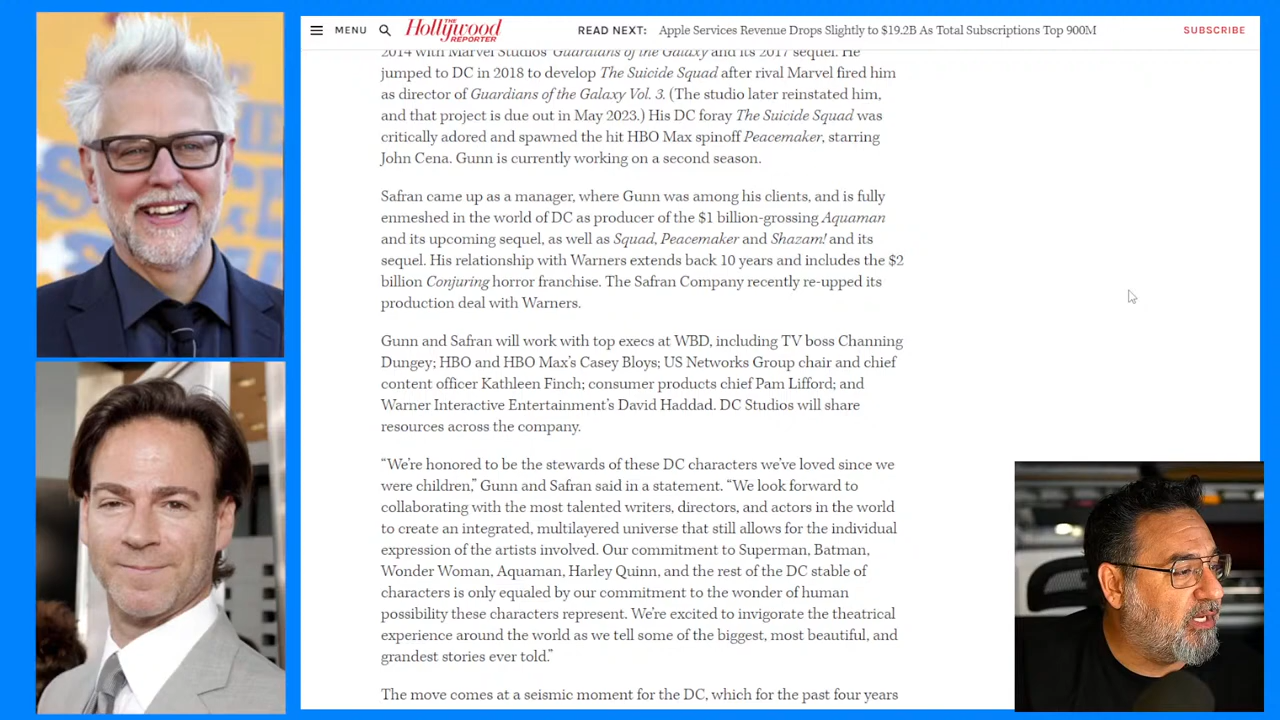 MENU
THE
Hollywood
REPORTER
READ NEXT: Apple Services Revenue Drops Slightly to $19.2B As Total Subscriptions Top 900M
SUBSCRIBE
2014 with Marvel Studios' Guardians of the Galaxy and its 2017 sequel. He
jumped to DC in 2018 to develop The Suicide Squad after rival Marvel fired him
as director of Guardians of the Galaxy Vol. 3. (The studio later reinstated him,
and that project is due out in May 2023.) His DC foray The Suicide Squad was
critically adored and spawned the hit HBO Max spinoff Peacemaker, starring
John Cena. Gunn is currently working on a second season.
Safran came up as a manager, where Gunn was among his clients, and is fully
enmeshed in the world of DC as producer of the $1 billion-grossing Aquaman
and its upcoming sequel, as well as Squad, Peacemaker and Shazam! and its
sequel. His relationship with Warners extends back 10 years and includes the $2
billion Conjuring horror franchise. The Safran Company recently re-upped its
production deal with Warners.
Gunn and Safran will work with top execs at WBD, including TV boss Channing
Dungey; HBO and HBO Max's Casey Bloys; US Networks Group chair and chief
content officer Kathleen Finch; consumer products chief Pam Lifford; and
Warner Interactive Entertainment's David Haddad. DC Studios will share
resources across the company.
“We're honored to be the stewards of these DC characters we've loved since we
were children,” Gunn and Safran said in a statement. “We look forward to
collaborating with the most talented writers, directors, and actors in the world
to create an integrated, multilayered universe that still allows for the individual
expression of the artists involved. Our commitment to Superman, Batman,
Wonder Woman, Aquaman, Harley Quinn, and the rest of the DC stable of
characters is only equaled by our commitment to the wonder of human
possibility these characters represent. We're excited to invigorate the theatrical
experience around the world as we tell some of the biggest, most beautiful, and
grandest stories ever told.”
The move comes at a seismic moment for the DC, which for the past four years